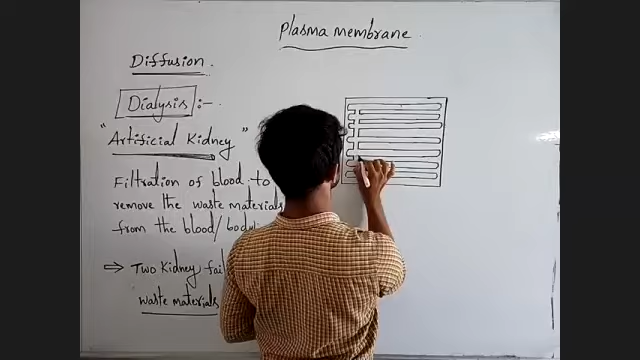 Plasma membrane
Diffusion
Dialysis :-
"Artificial Kidney"
Filtration of blood to
remove the waste materials
from the blood/
⇒ Two Kidney
waste materials